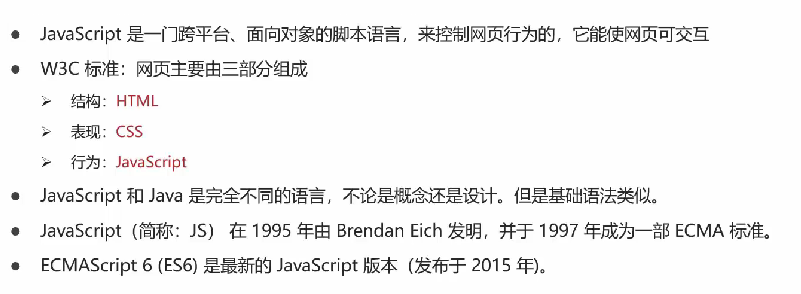 ● JavaScript 是一门跨平台、面向对象的脚本语言，来控制网页行为的，它能使网页可交互
● W3C 标准：网页主要由三部分组成
➢ 结构：HTML
➢ 表现：CSS
➢ 行为：JavaScript
● JavaScript 和 Java 是完全不同的语言，不论是概念还是设计。但是基础语法类似。
● JavaScript（简称：JS） 在 1995 年由 Brendan Eich 发明，并于 1997 年成为一部 ECMA 标准。
● ECMAScript 6 (ES6) 是最新的 JavaScript 版本（发布于 2015 年)。